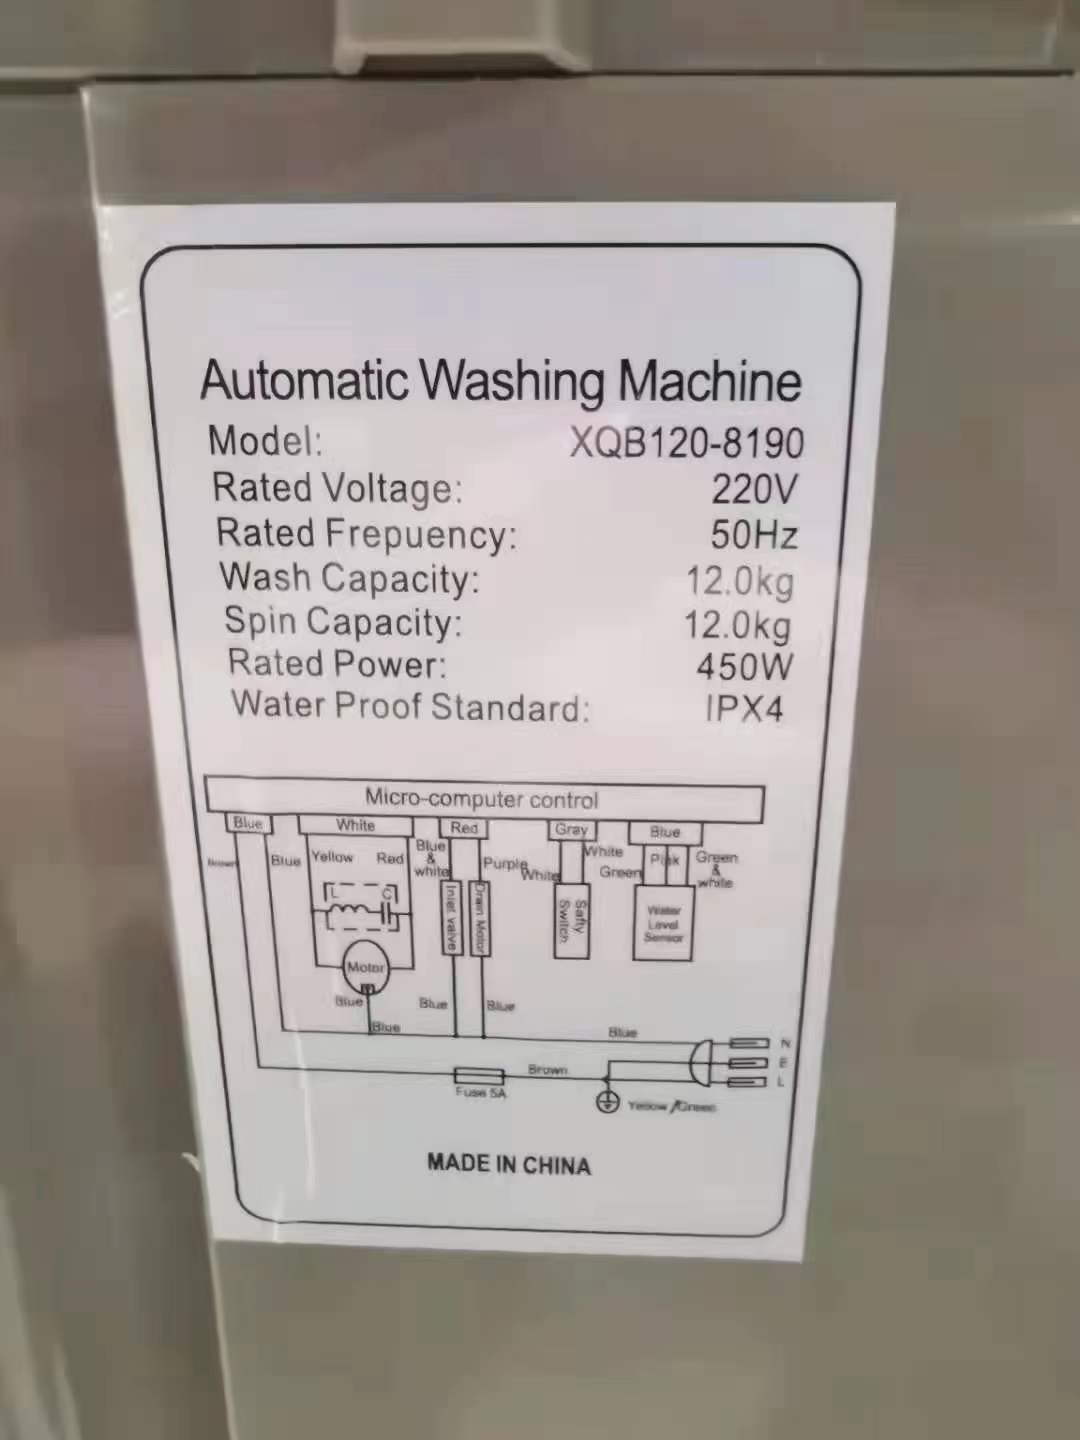 Automatic Washing Machine
Model: XQB120-8190
Rated Voltage: 220V
Rated Frepuency: 50Hz
Wash Capacity: 12.0kg
Spin Capacity: 12.0kg
Rated Power: 450W
Water Proof Standard: IPX4
Micro-computer control
Blue White Red Gray Blue
Brown Blue Yellow Red Blue & white Purple White White Green Pink Green & white
L C
Inlet valve
Drain Motor
Safty Switch
Water Level Sensor
Motor
Blue Blue Blue
Blue Blue
N
E
L
Brown
Fuse 5A
Yellow/Green
MADE IN CHINA